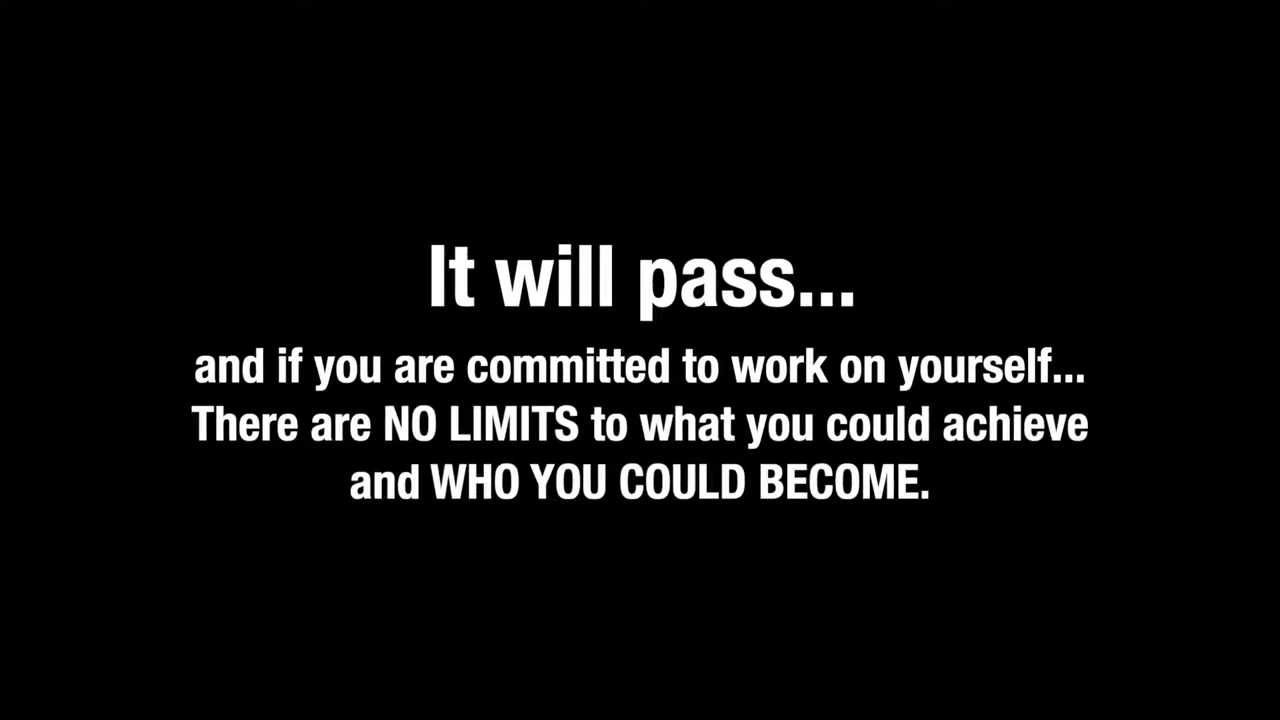 It will pass...
and if you are committed to work on yourself...
There are NO LIMITS to what you could achieve
and WHO YOU COULD BECOME.